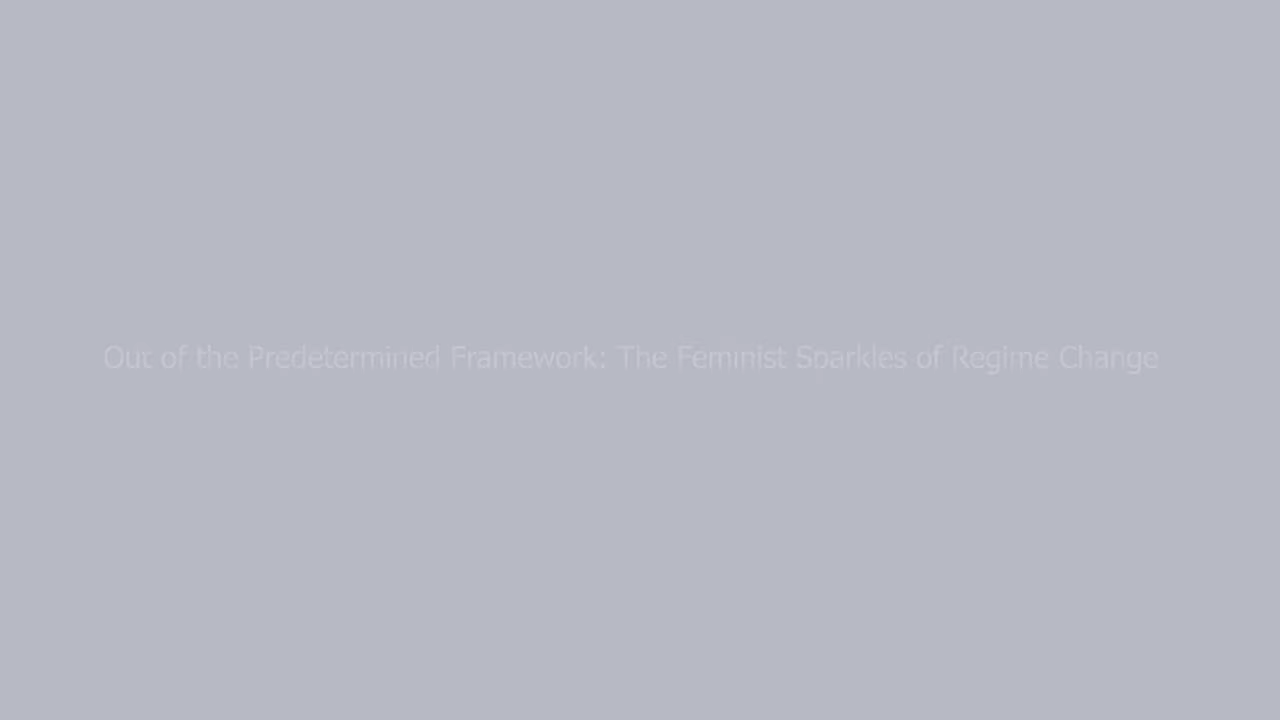 Out of the Predetermined Framework: The Feminist Sparkles of Regime Change